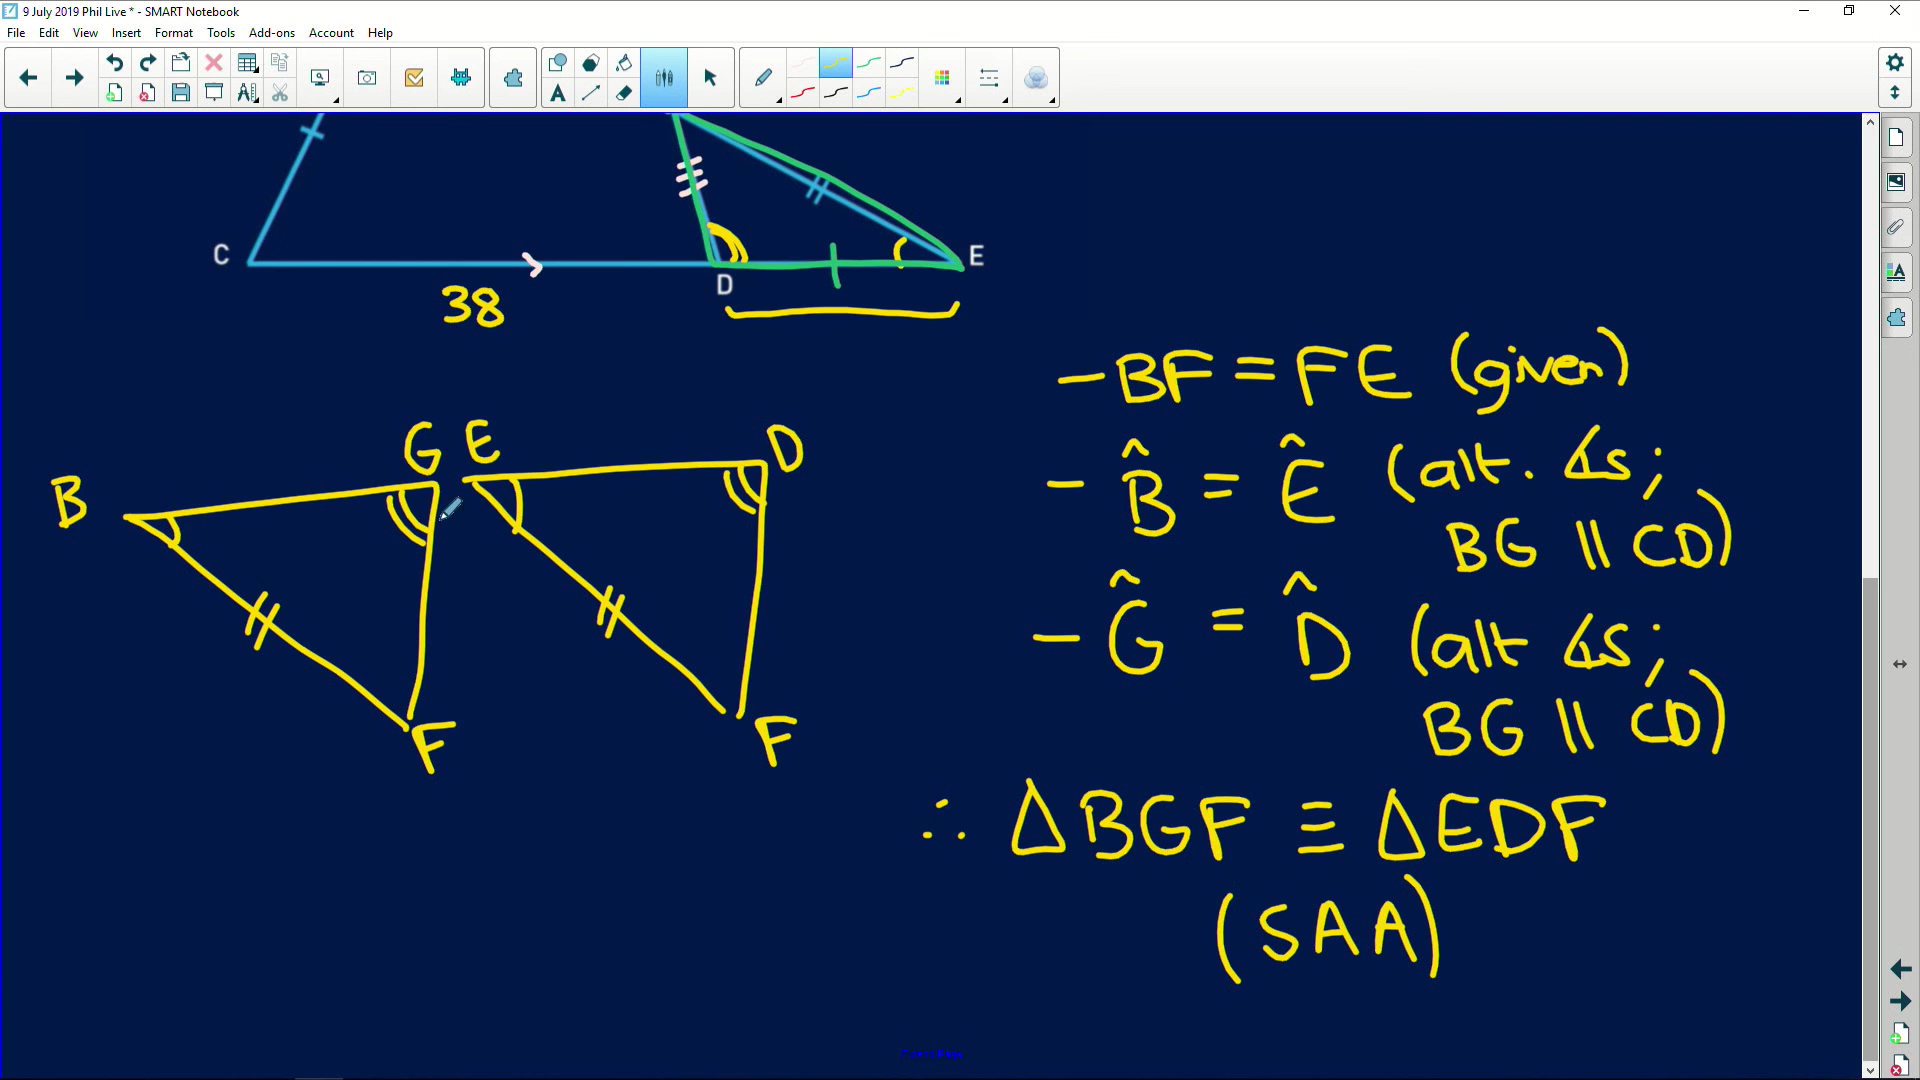 9 July 2019 Phil Live * - SMART Notebook
File Edit View Insert Format Tools Add-ons Account Help
C
E
D
38
- BF = FE (given)
G E D
B
- B̂ = Ê (alt. ∡s;
BG || CD)
- Ĝ = D̂ (alt ∡s;
BG || CD)
F F
∴ ΔBGF ≡ ΔEDF
(SAA)